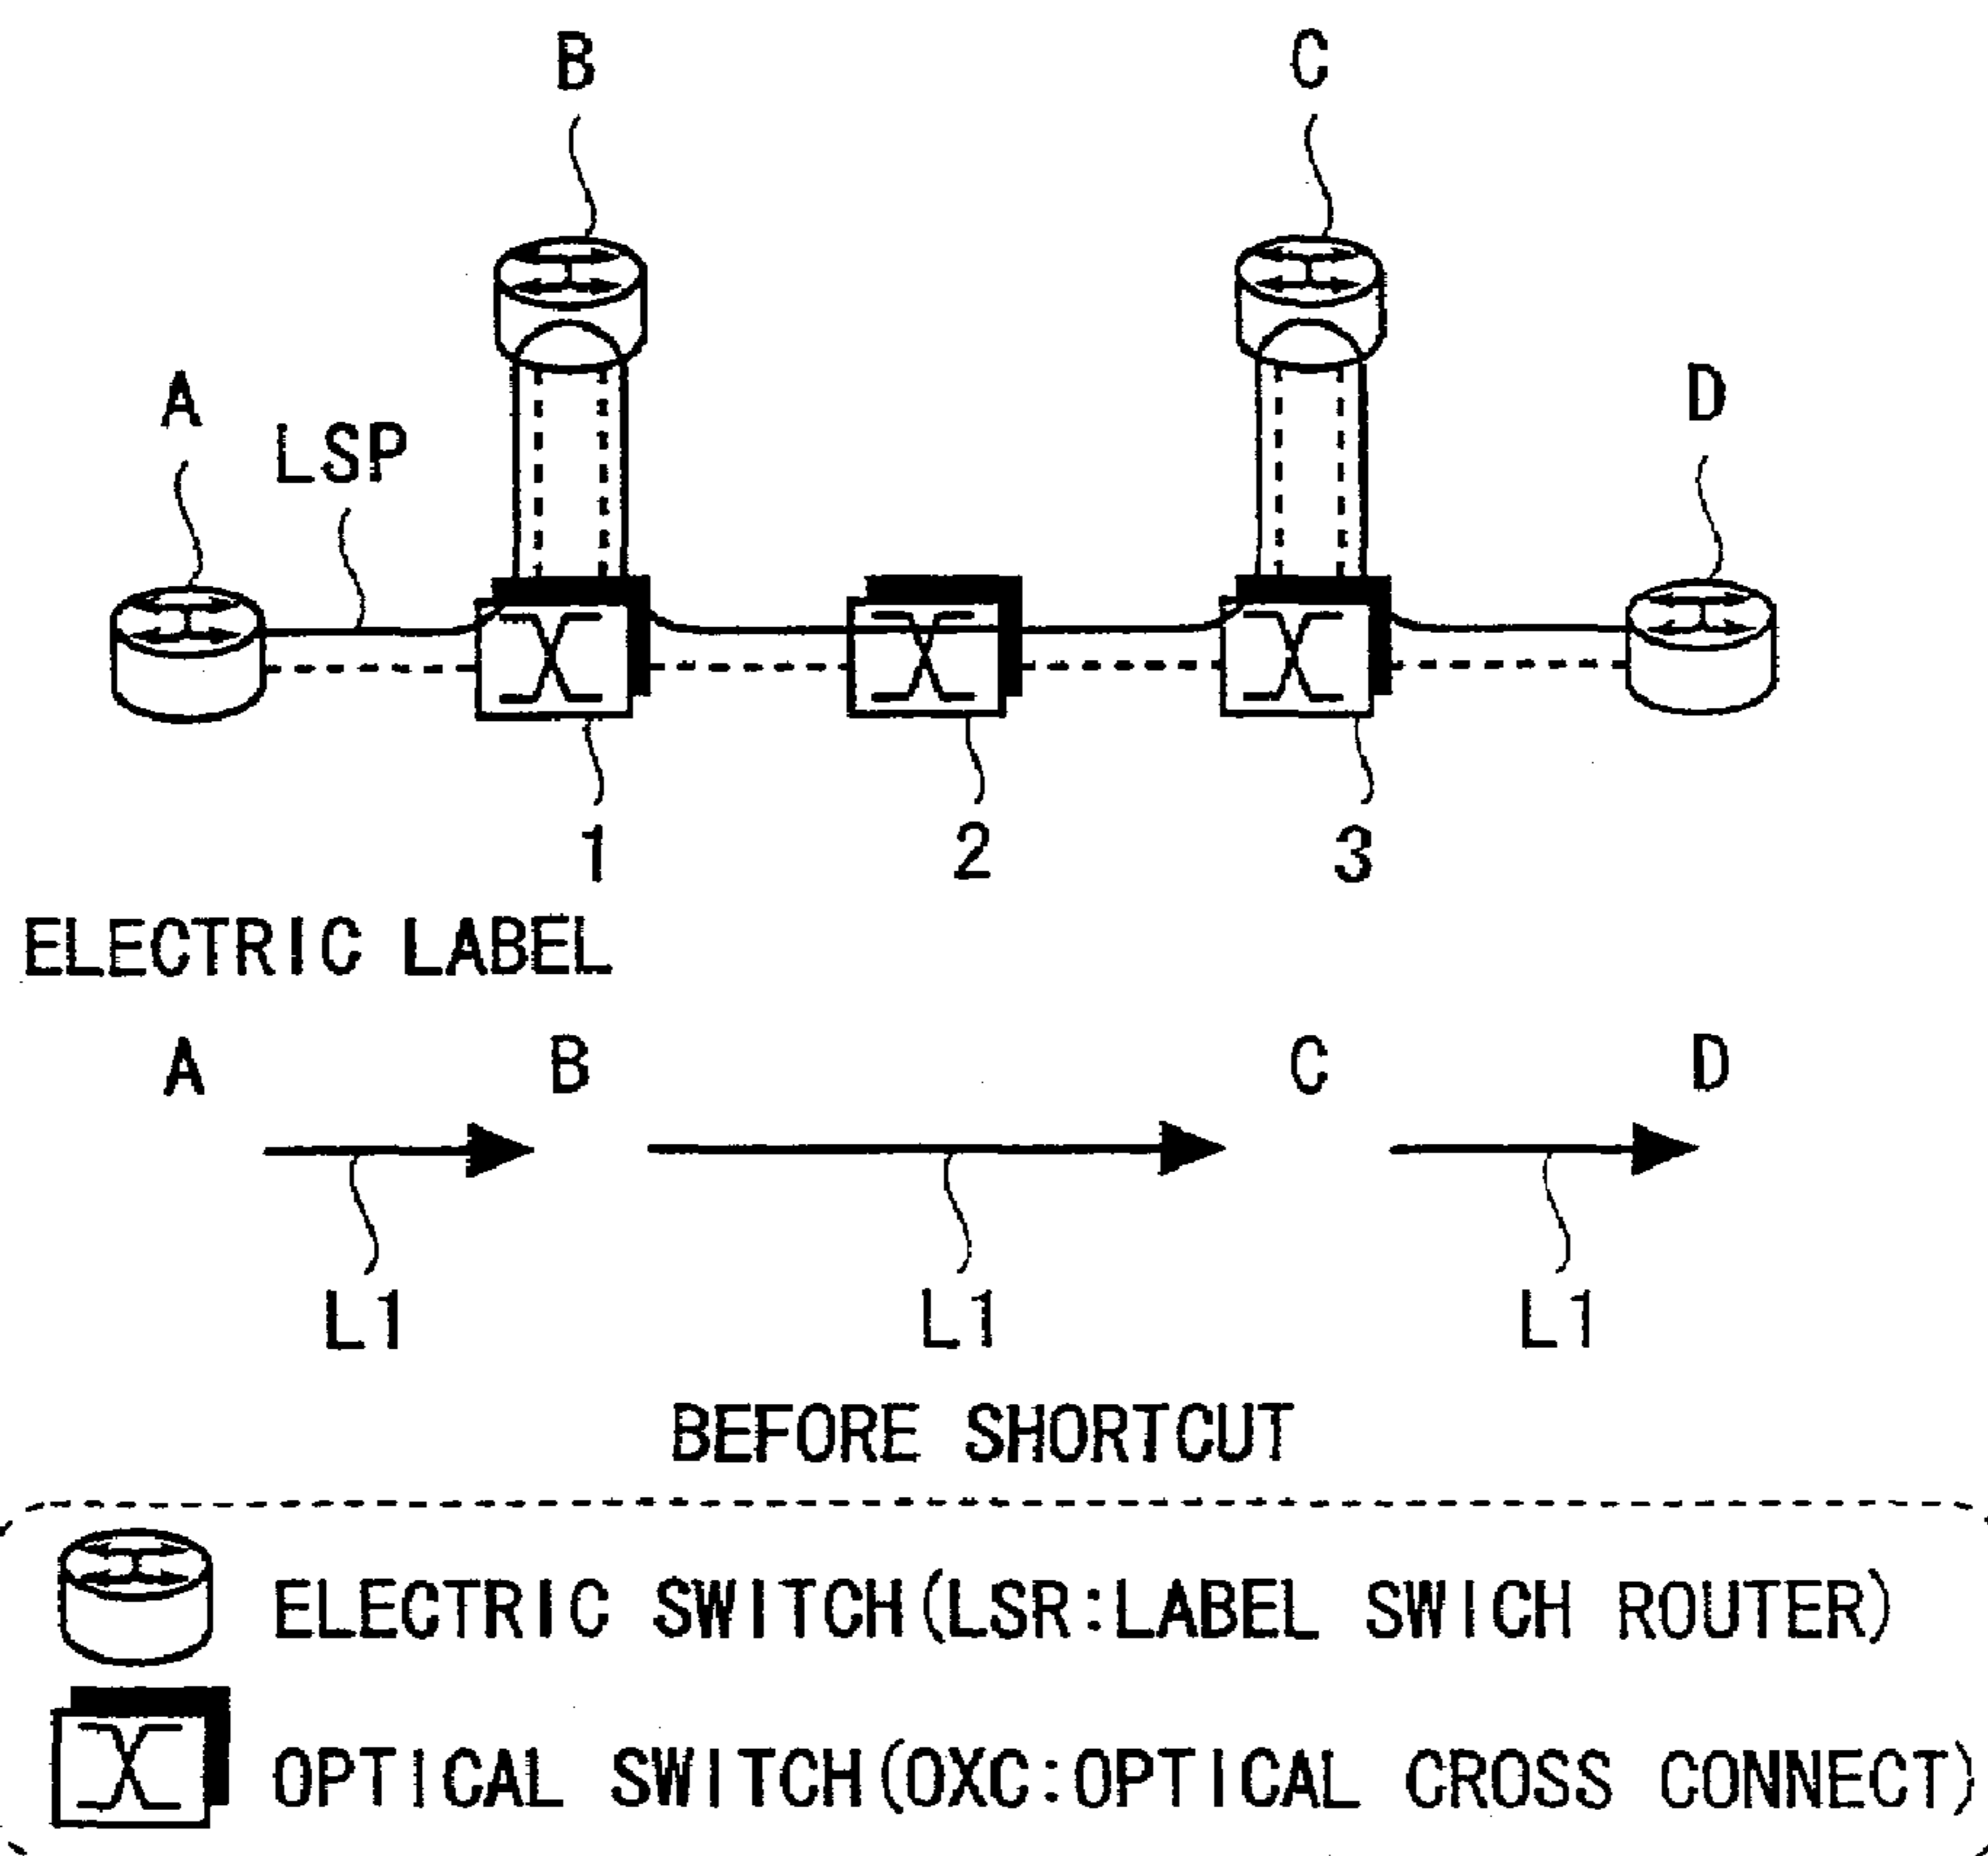 B C
A LSP D
1 2 3
ELECTRIC LABEL
A B C D
L1 L1 L1
BEFORE SHORTCUT
ELECTRIC SWITCH(LSR:LABEL SWICH ROUTER)
OPTICAL SWITCH(OXC:OPTICAL CROSS CONNECT)